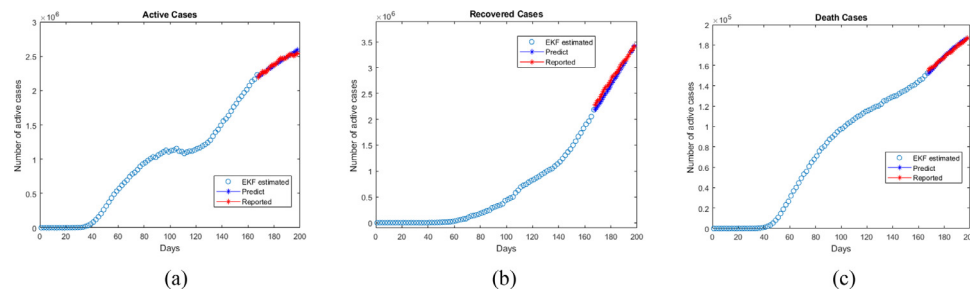 Active Cases
×10^6
3
2.5
2
1.5
1
0.5
0
0 20 40 60 80 100 120 140 160 180 200
Number of active cases
Days
EKF estimated
Predict
Reported
(a)
Recovered Cases
×10^6
3.5
3
2.5
2
1.5
1
0.5
0
0 20 40 60 80 100 120 140 160 180 200
Number of active cases
Days
EKF estimated
Predict
Reported
(b)
Death Cases
×10^5
2
1.8
1.6
1.4
1.2
1
0.8
0.6
0.4
0.2
0
0 20 40 60 80 100 120 140 160 180 200
Number of active cases
Days
EKF estimated
Predict
Reported
(c)